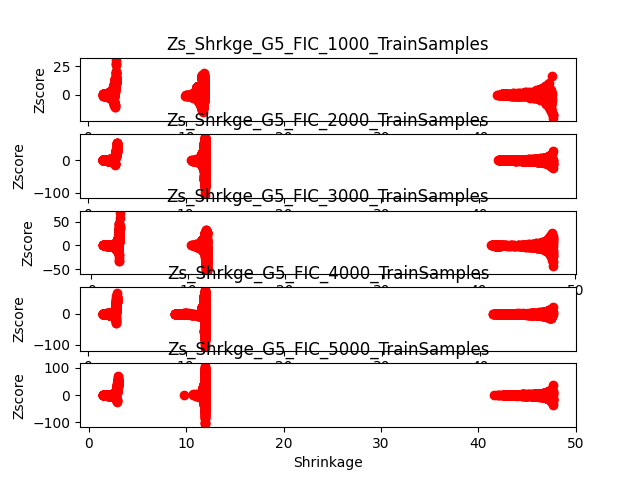 Zs_Shrkge_G5_FIC_1000_TrainSamples
25
0
Zscore
Zs_Shrkge_G5_FIC_2000_TrainSamples
0
−100
Zscore
Zs_Shrkge_G5_FIC_3000_TrainSamples
50
0
−50
Zscore
50
Zs_Shrkge_G5_FIC_4000_TrainSamples
0
−100
Zscore
Zs_Shrkge_G5_FIC_5000_TrainSamples
100
0
−100
Zscore
0 10 20 30 40 50
Shrinkage